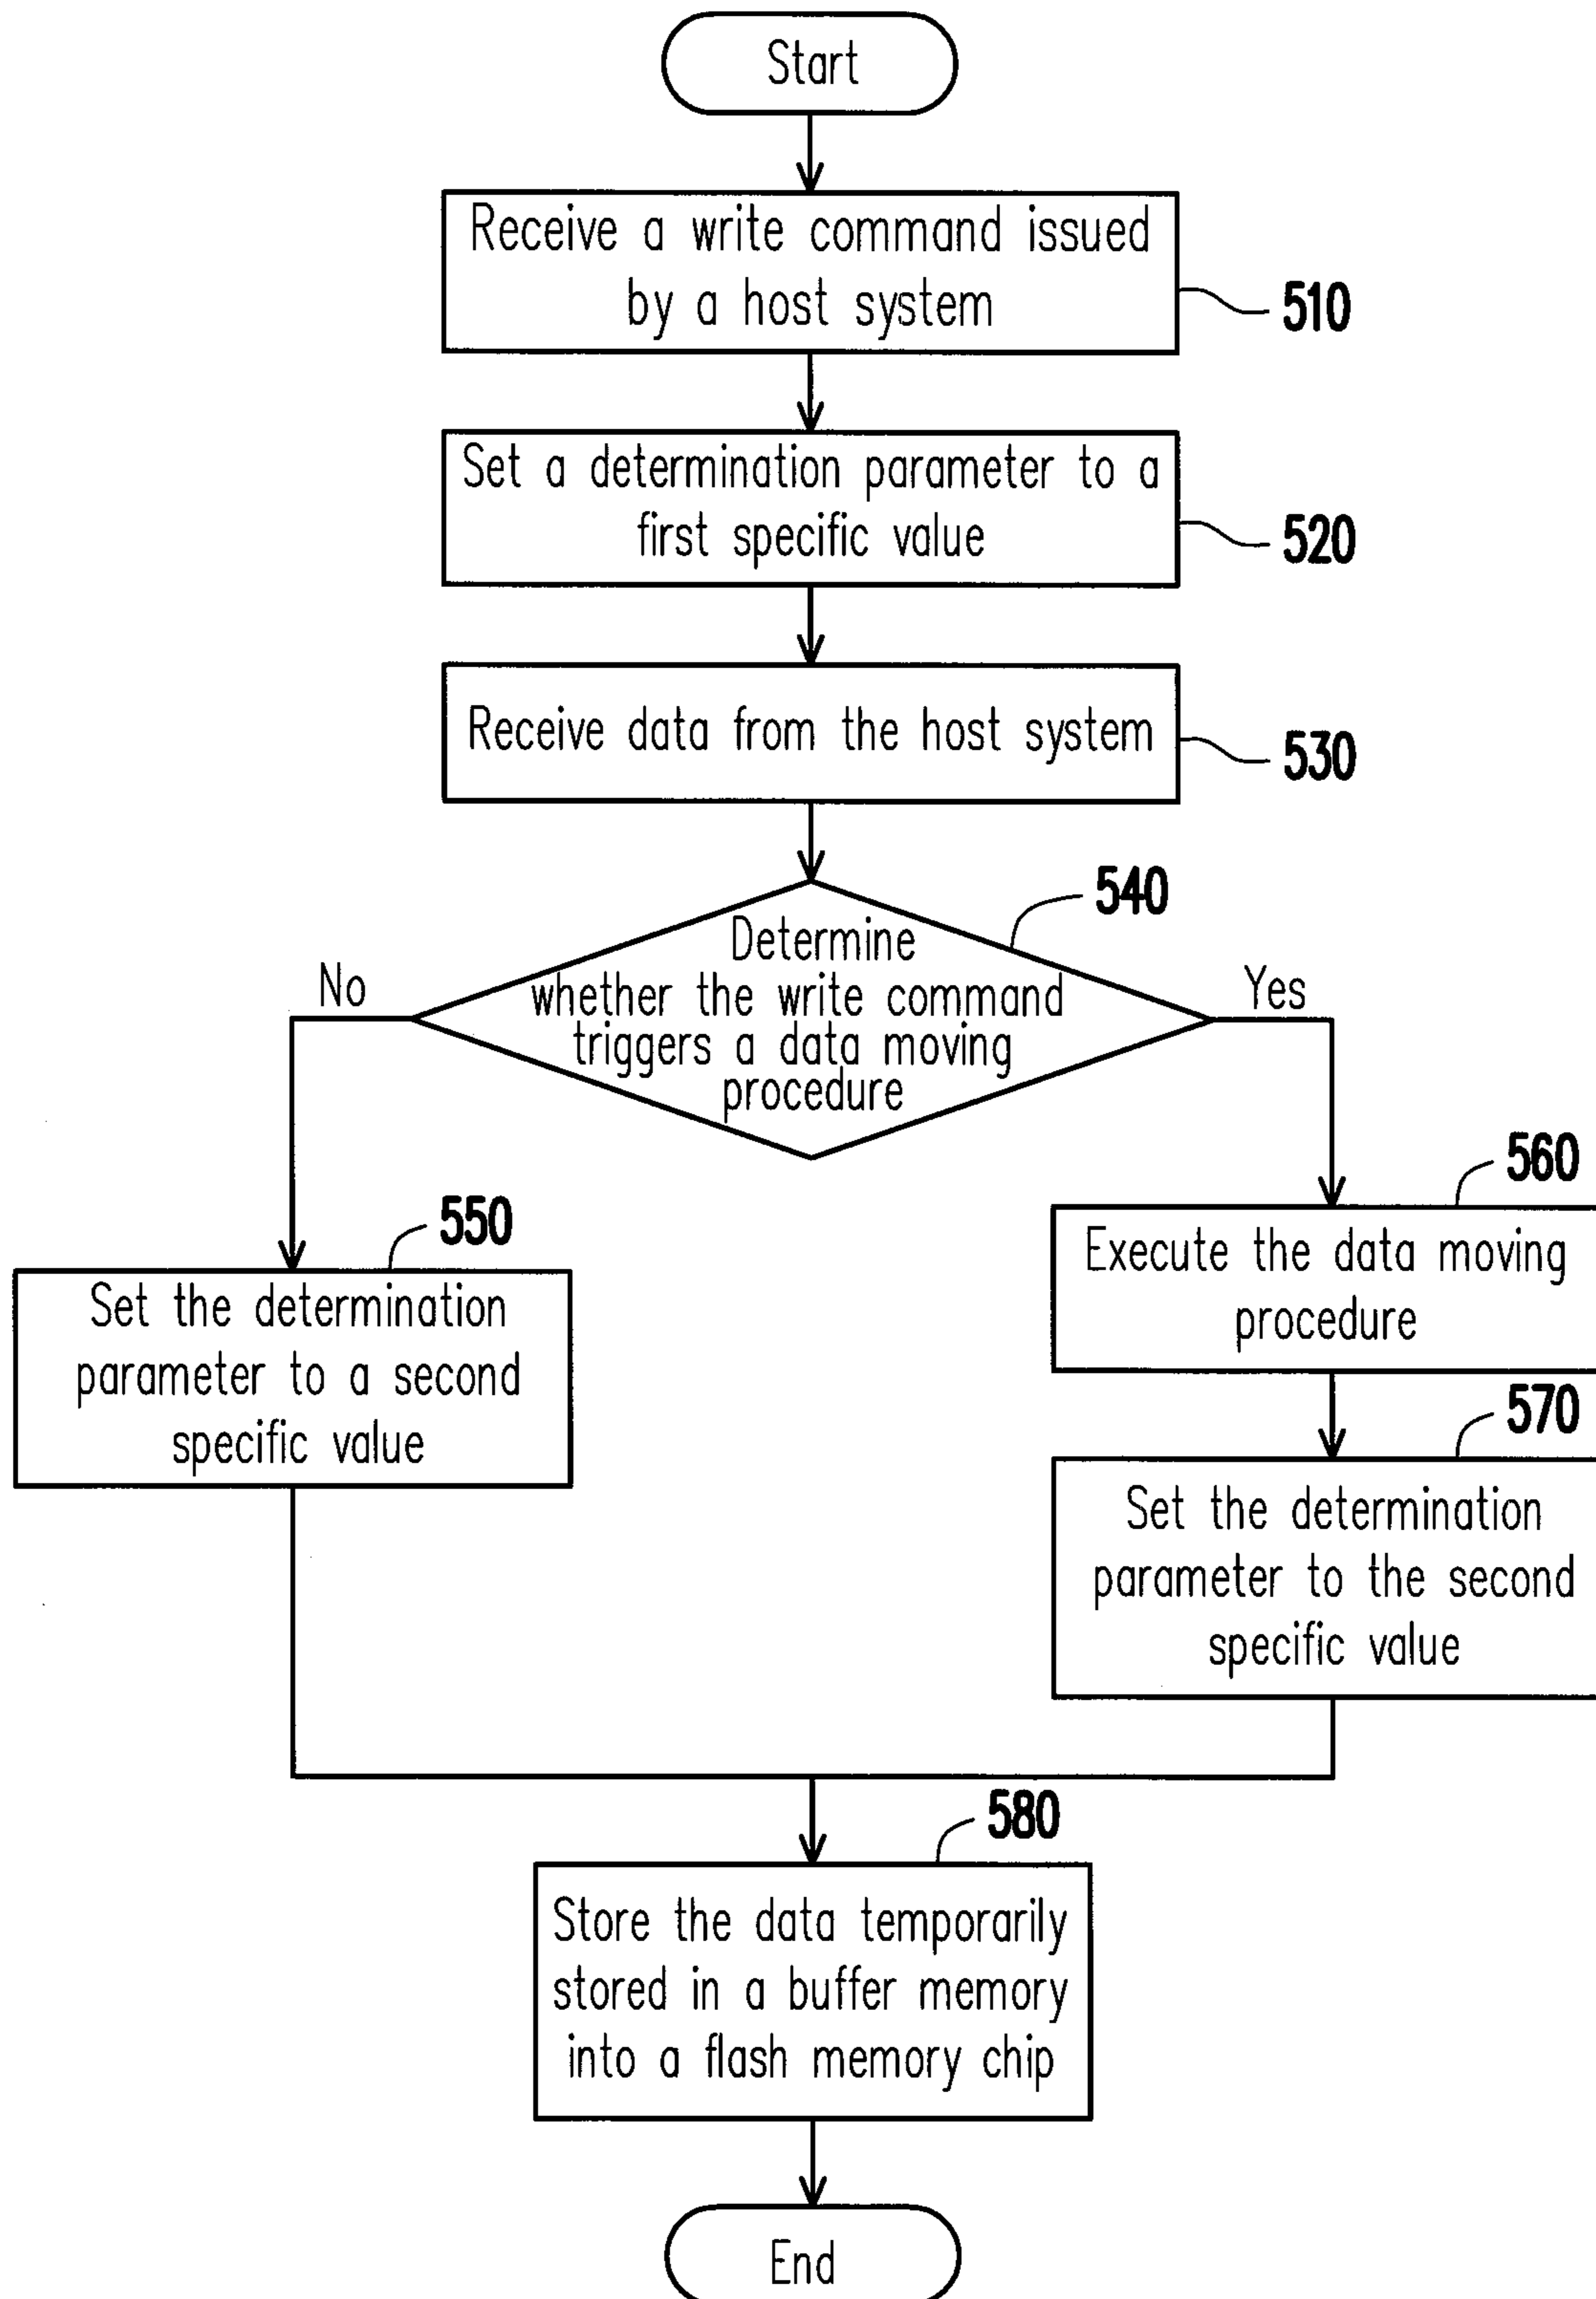 Start
Receive a write command issued
by a host system
510
Set a determination parameter to a
first specific value
520
Receive data from the host system
530
540
Determine
whether the write command
triggers a data moving
procedure
No
Yes
550
Set the determination
parameter to a second
specific value
560
Execute the data moving
procedure
570
Set the determination
parameter to the second
specific value
580
Store the data temporarily
stored in a buffer memory
into a flash memory chip
End